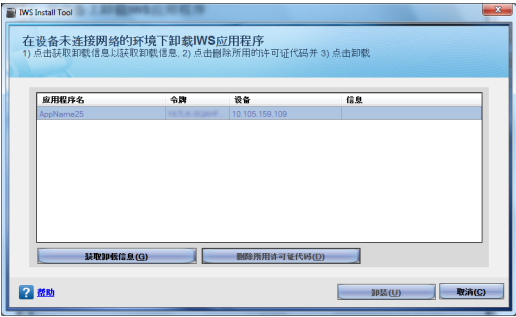 IWS Install Tool
在设备未连接网络的环境下卸载IWS应用程序
1) 点击获取卸载信息以获取卸载信息, 2) 点击删除所用的许可证代码并 3) 点击卸载
应用程序名 令牌 设备 信息
AppName25 10.105.159.109
获取卸载信息(G) 删除所用许可证代码(D)
帮助 卸装(U) 取消(C)